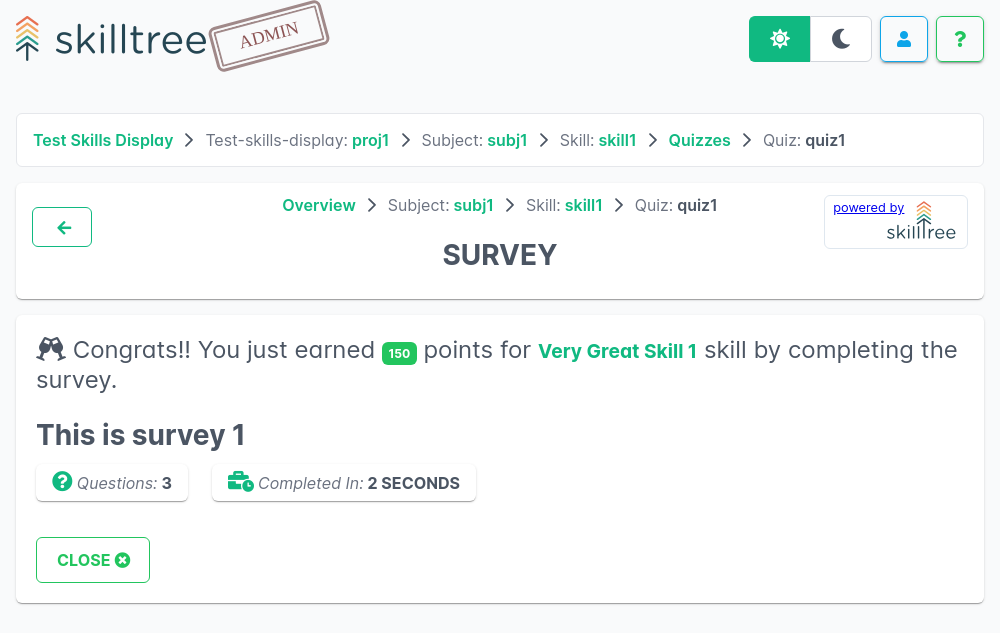 skilltree
ADMIN
?
Test Skills Display > Test-skills-display: proj1 > Subject: subj1 > Skill: skill1 > Quizzes > Quiz: quiz1
Overview > Subject: subj1 > Skill: skill1 > Quiz: quiz1
powered by
skilltree
SURVEY
Congrats!! You just earned 150 points for Very Great Skill 1 skill by completing the
survey.
This is survey 1
? Questions: 3 Completed In: 2 SECONDS
CLOSE